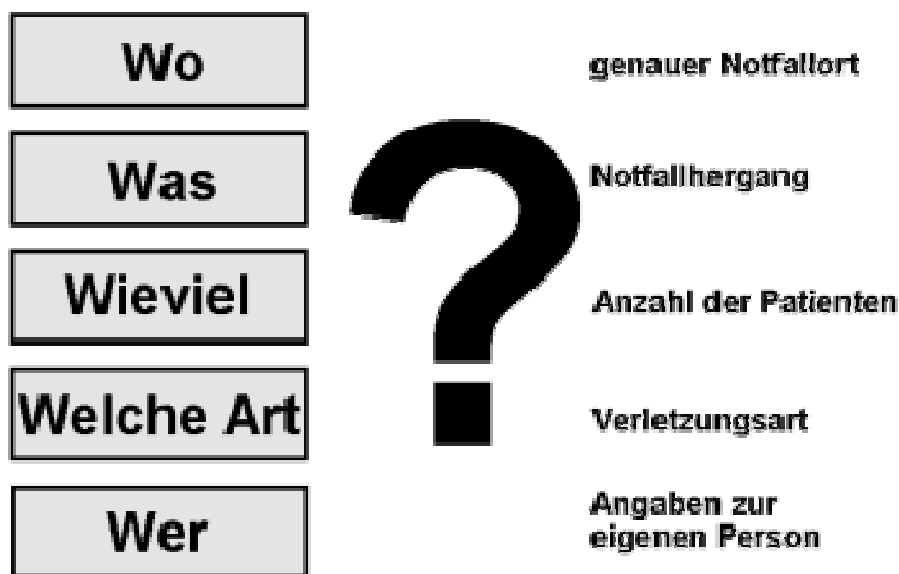 Wo
genauer Notfallort
Was
Notfallhergang
?
Wieviel
Anzahl der Patienten
Welche Art
Verletzungsart
Wer
Angaben zur
eigenen Person